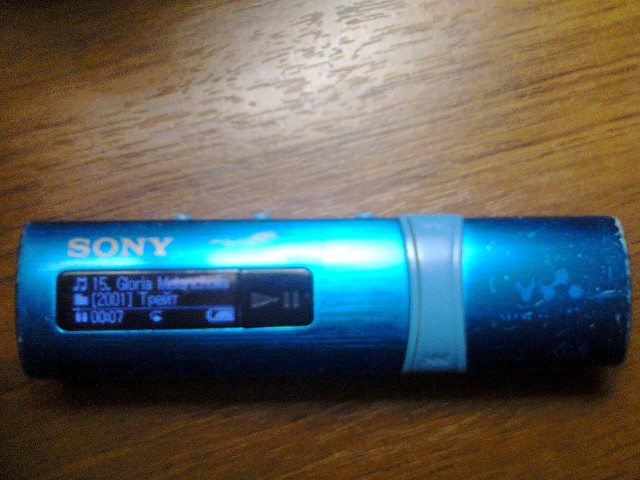 SONY
15. Gloria Melancholia
[2001] Трейт
00:07